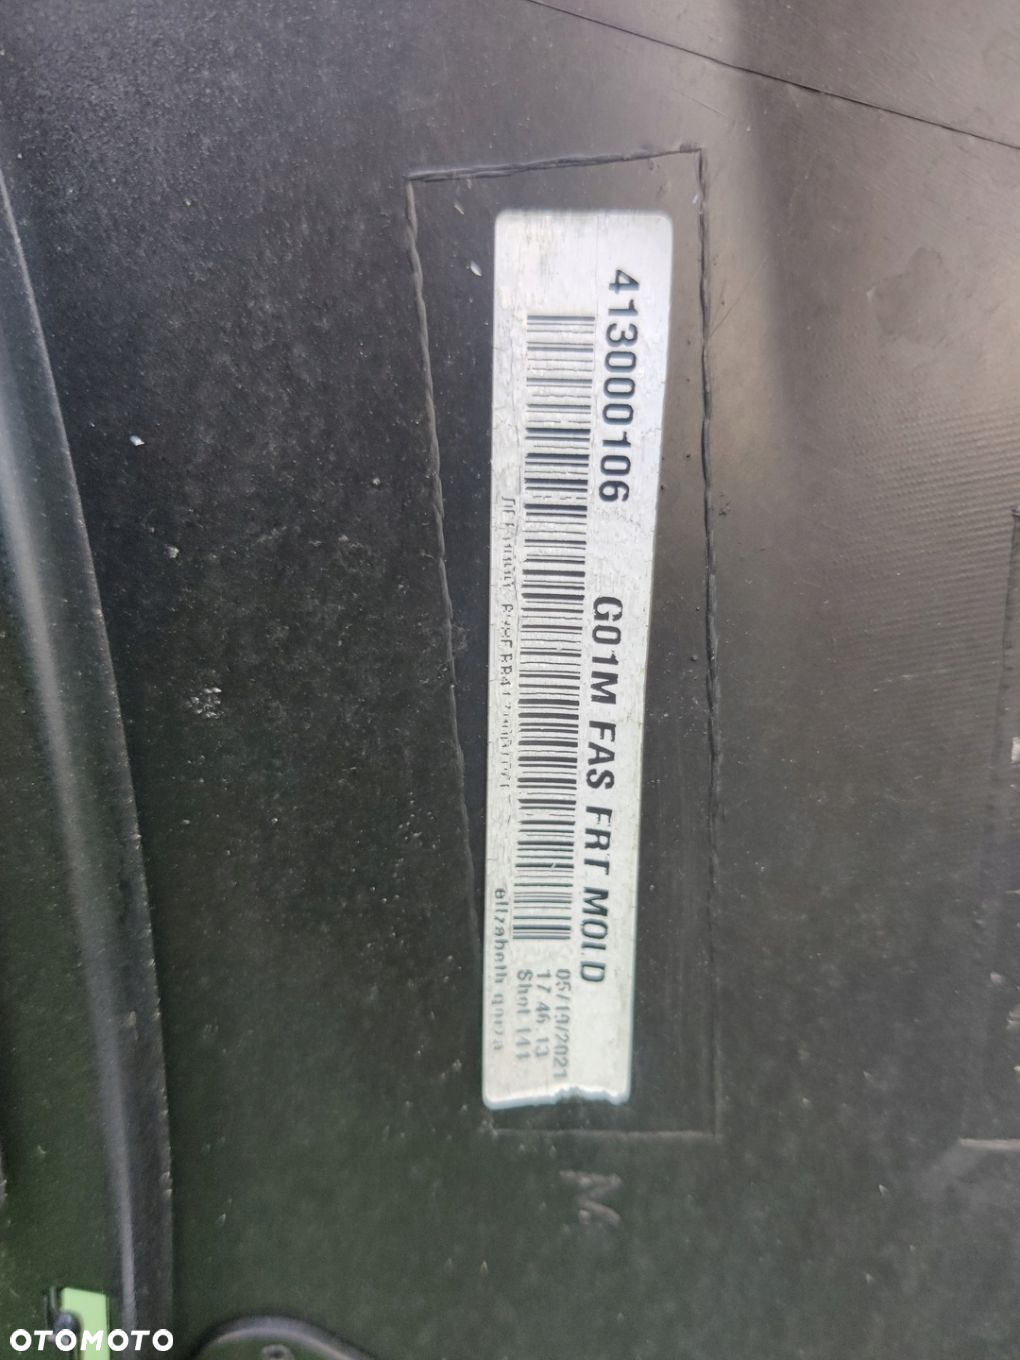 413000106 G01M FAS FRT MOLD
05/19/2021
17 46 13
Shot 141
M
OTOMOTO